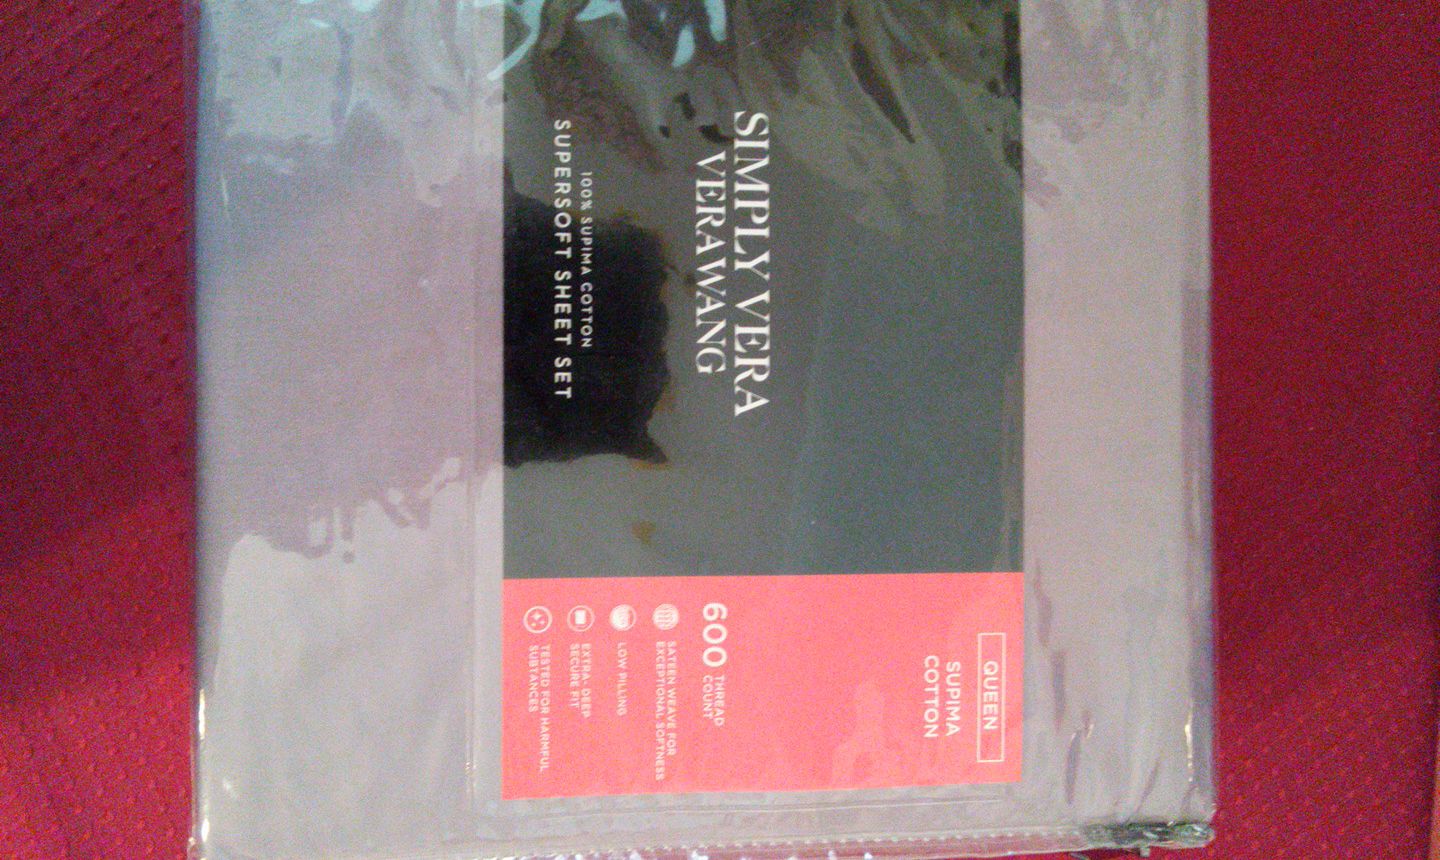 SIMPLY VERA
VERAWANG
100% SUPIMA COTTON
SUPERSOFT SHEET SET
QUEEN
SUPIMA
COTTON
600 THREAD
COUNT
SATEEN WEAVE FOR
EXCEPTIONAL SOFTNESS
LOW PILLING
EXTRA- DEEP
SECURE FIT
TESTED FOR HARMFUL
SUBTANCES